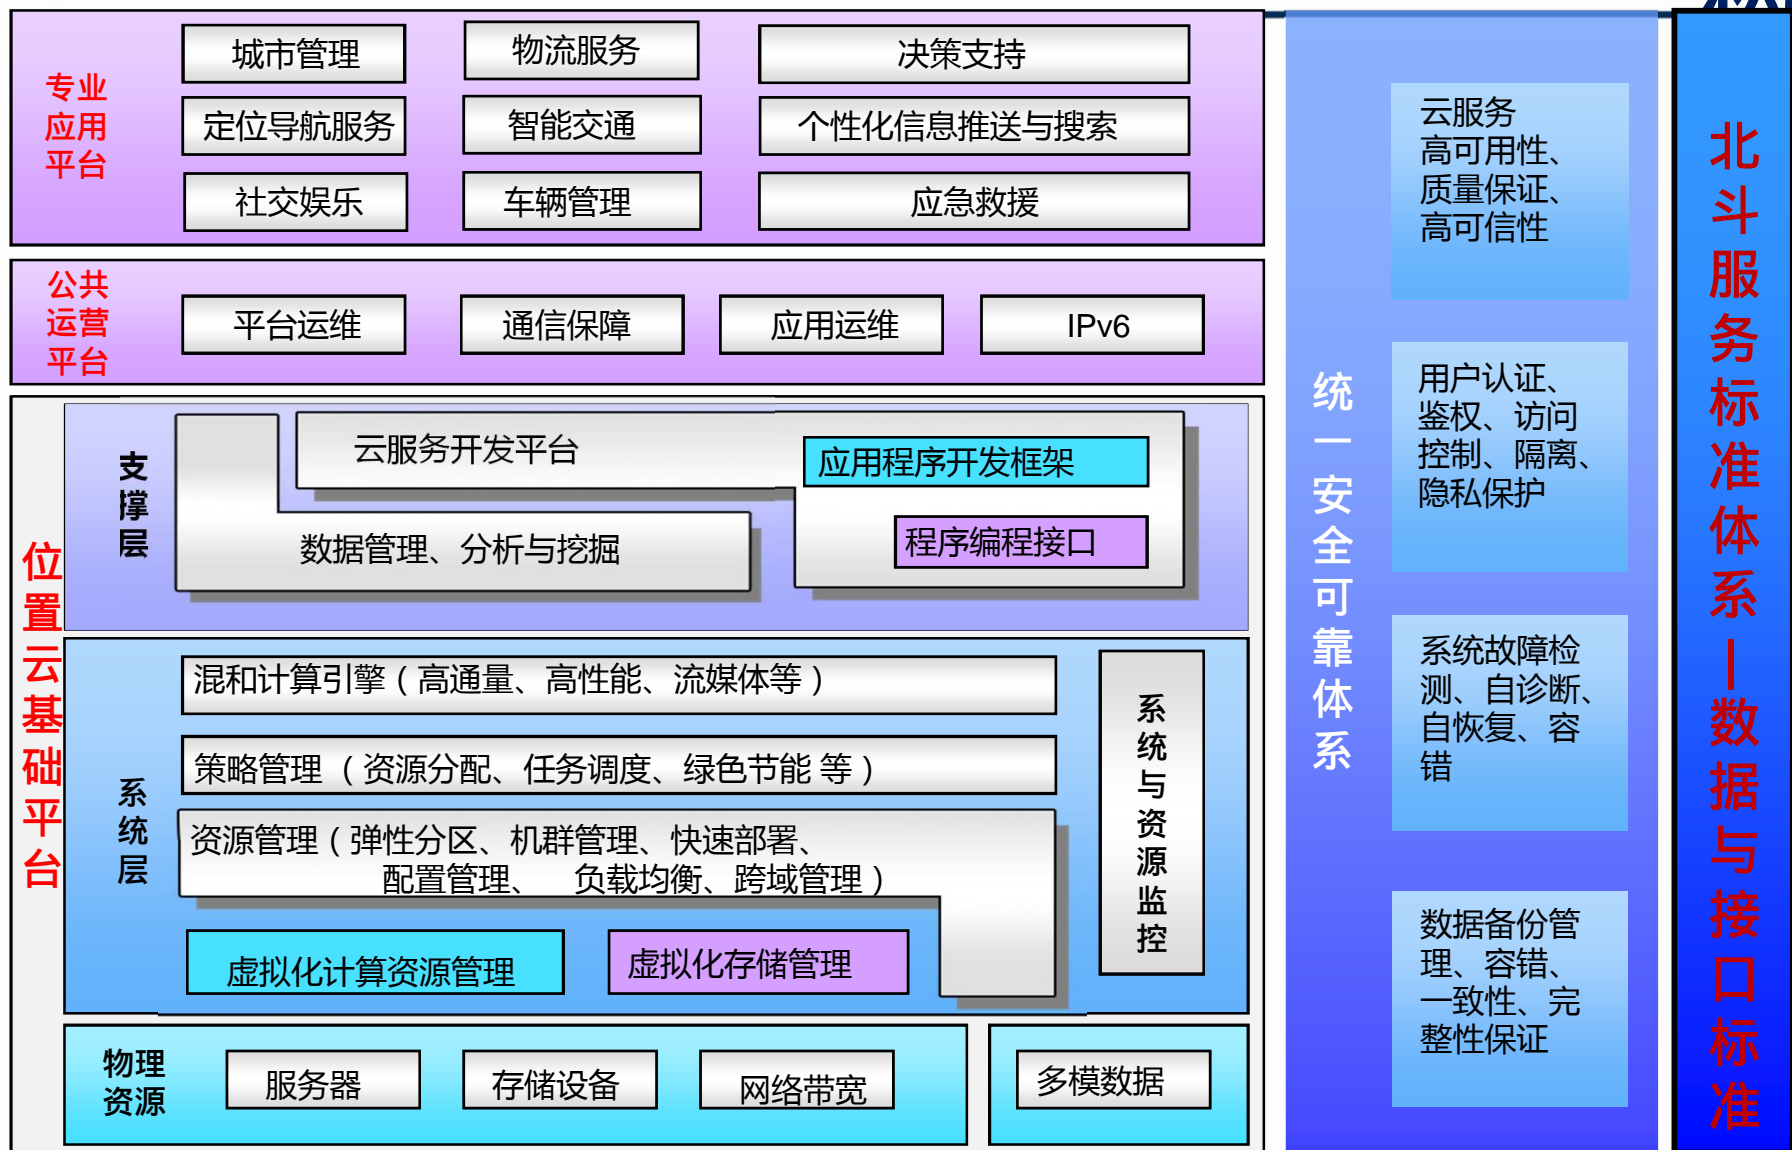 专业
应用
平台
城市管理
物流服务
决策支持
定位导航服务
智能交通
个性化信息推送与搜索
社交娱乐
车辆管理
应急救援
公共
运营
平台
平台运维
通信保障
应用运维
IPv6
位置云基础平台
支撑层
云服务开发平台
应用程序开发框架
程序编程接口
数据管理、分析与挖掘
系统层
混和计算引擎（高通量、高性能、流媒体等）
策略管理（资源分配、任务调度、绿色节能 等）
资源管理（弹性分区、机群管理、快速部署、
配置管理、 负载均衡、跨域管理）
虚拟化计算资源管理
虚拟化存储管理
系统与资源监控
物理
资源
服务器
存储设备
网络带宽
多模数据
统一安全可靠体系
云服务
高可用性、
质量保证、
高可信性
用户认证、
鉴权、访问
控制、隔离、
隐私保护
系统故障检
测、自诊断、
自恢复、容
错
数据备份管
理、容错、
一致性、完
整性保证
北斗服务标准体系—数据与接口标准